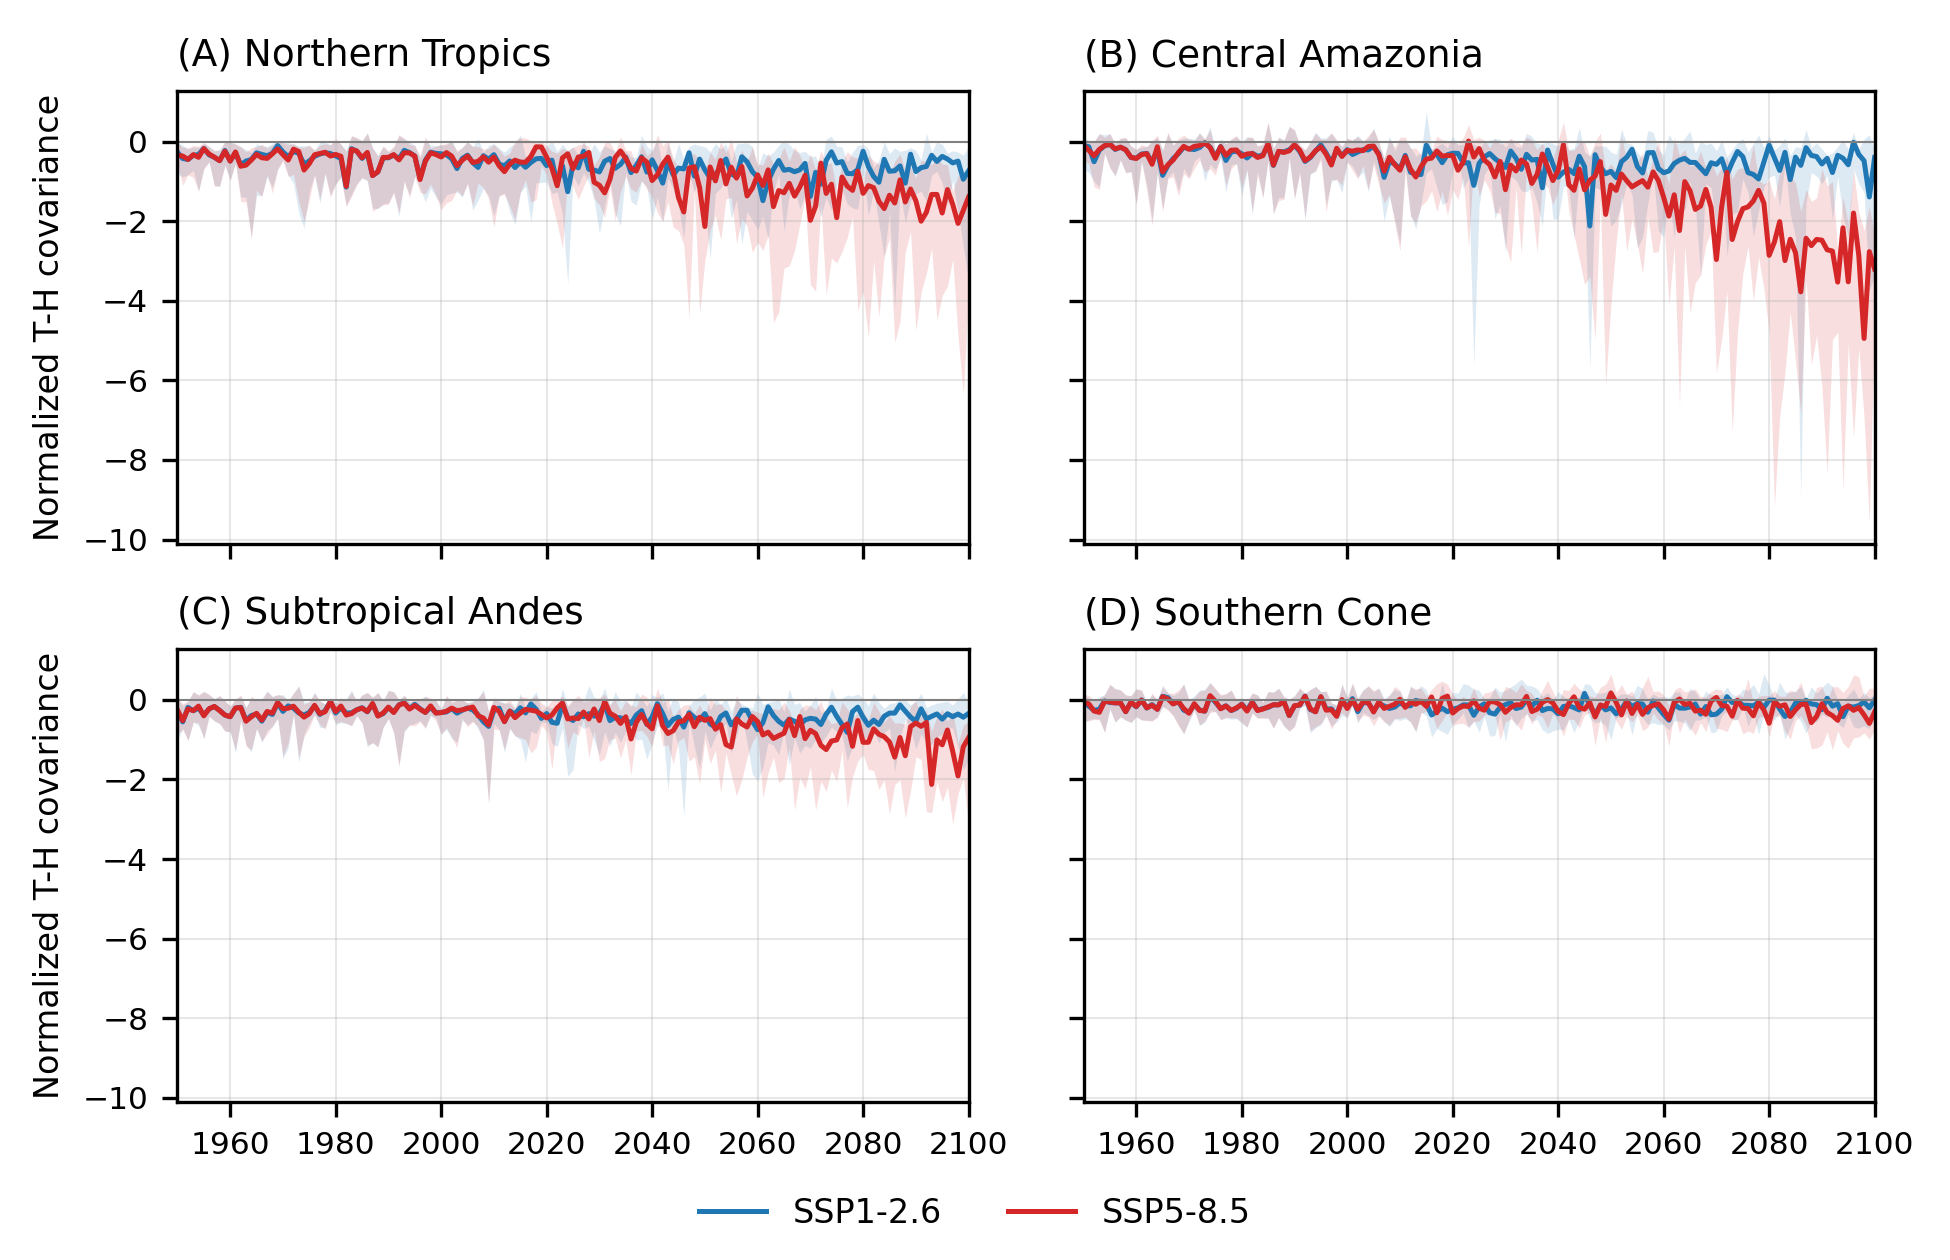 (A) Northern Tropics
(B) Central Amazonia
Normalized T-H covariance
0
−2
−4
−6
−8
−10
(C) Subtropical Andes
(D) Southern Cone
Normalized T-H covariance
0
−2
−4
−6
−8
−10
1960 1980 2000 2020 2040 2060 2080 2100
1960 1980 2000 2020 2040 2060 2080 2100
SSP1-2.6 SSP5-8.5